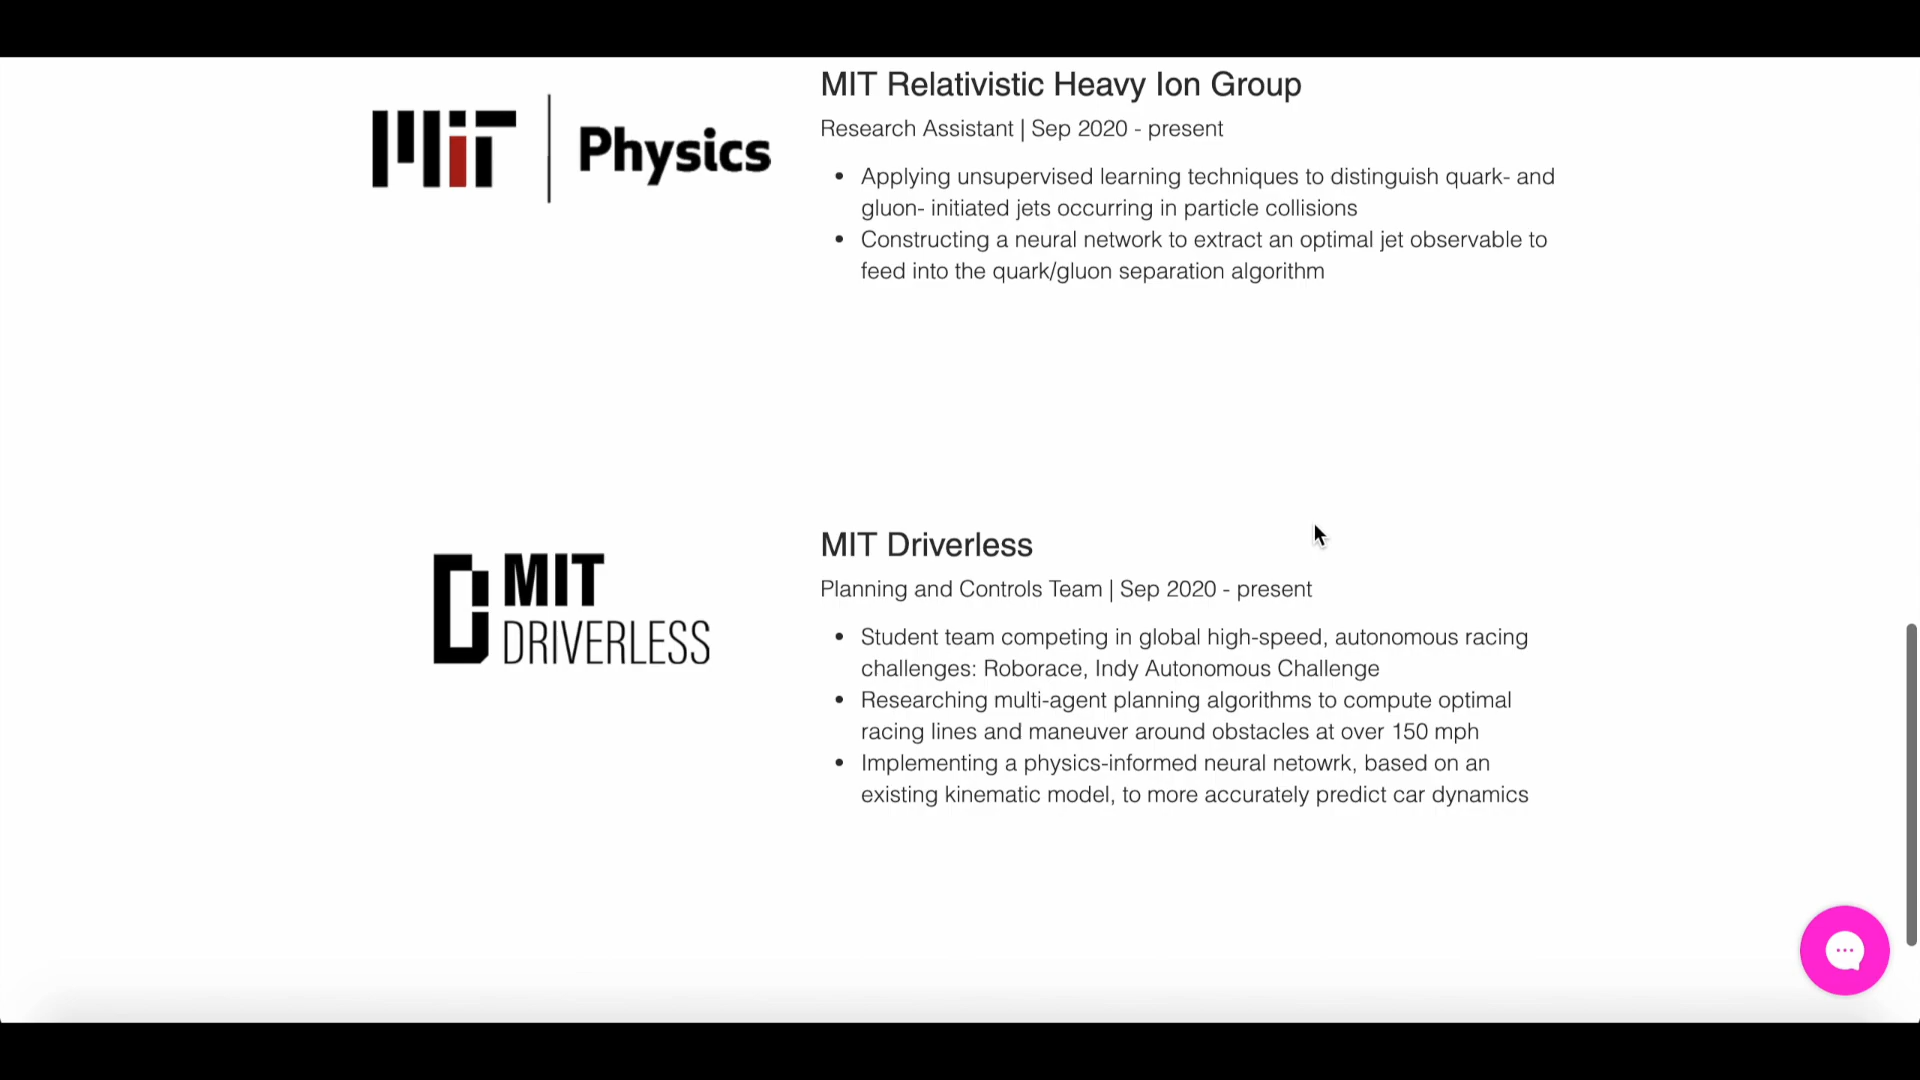 MIT Relativistic Heavy Ion Group
MIT | Physics
Research Assistant | Sep 2020 - present
• Applying unsupervised learning techniques to distinguish quark- and
gluon- initiated jets occurring in particle collisions
• Constructing a neural network to extract an optimal jet observable to
feed into the quark/gluon separation algorithm
MIT
DRIVERLESS
MIT Driverless
Planning and Controls Team | Sep 2020 - present
• Student team competing in global high-speed, autonomous racing
challenges: Roborace, Indy Autonomous Challenge
• Researching multi-agent planning algorithms to compute optimal
racing lines and maneuver around obstacles at over 150 mph
• Implementing a physics-informed neural netowrk, based on an
existing kinematic model, to more accurately predict car dynamics